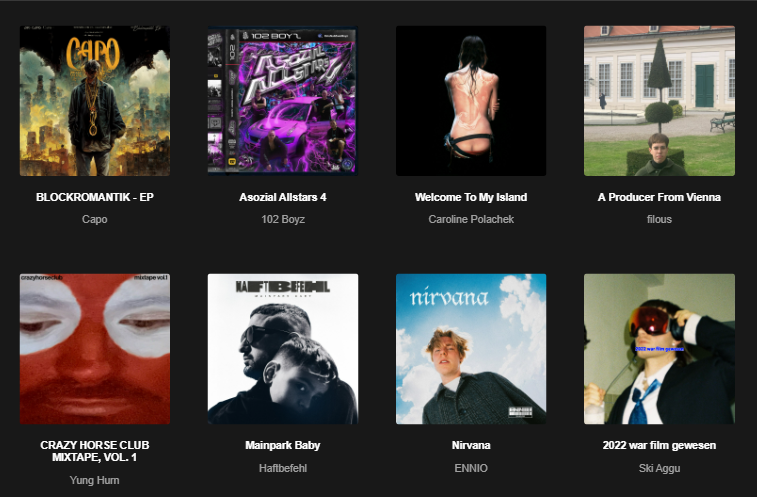 CAPO
BLOCKROMANTIK - EP
Capo
102 BOYZ
ASOZIAL
ALLSTARS 4
Asozial Allstars 4
102 Boyz
Welcome To My Island
Caroline Polachek
A Producer From Vienna
filous
crazyhorseclub
mixtape vol.1
CRAZY HORSE CLUB
MIXTAPE, VOL. 1
Yung Hurn
HAFTBEFEHL
MAINPARK BABY
Mainpark Baby
Haftbefehl
nirvana
Nirvana
ENNIO
2022 war film gewesen
2022 war film gewesen
Ski Aggu